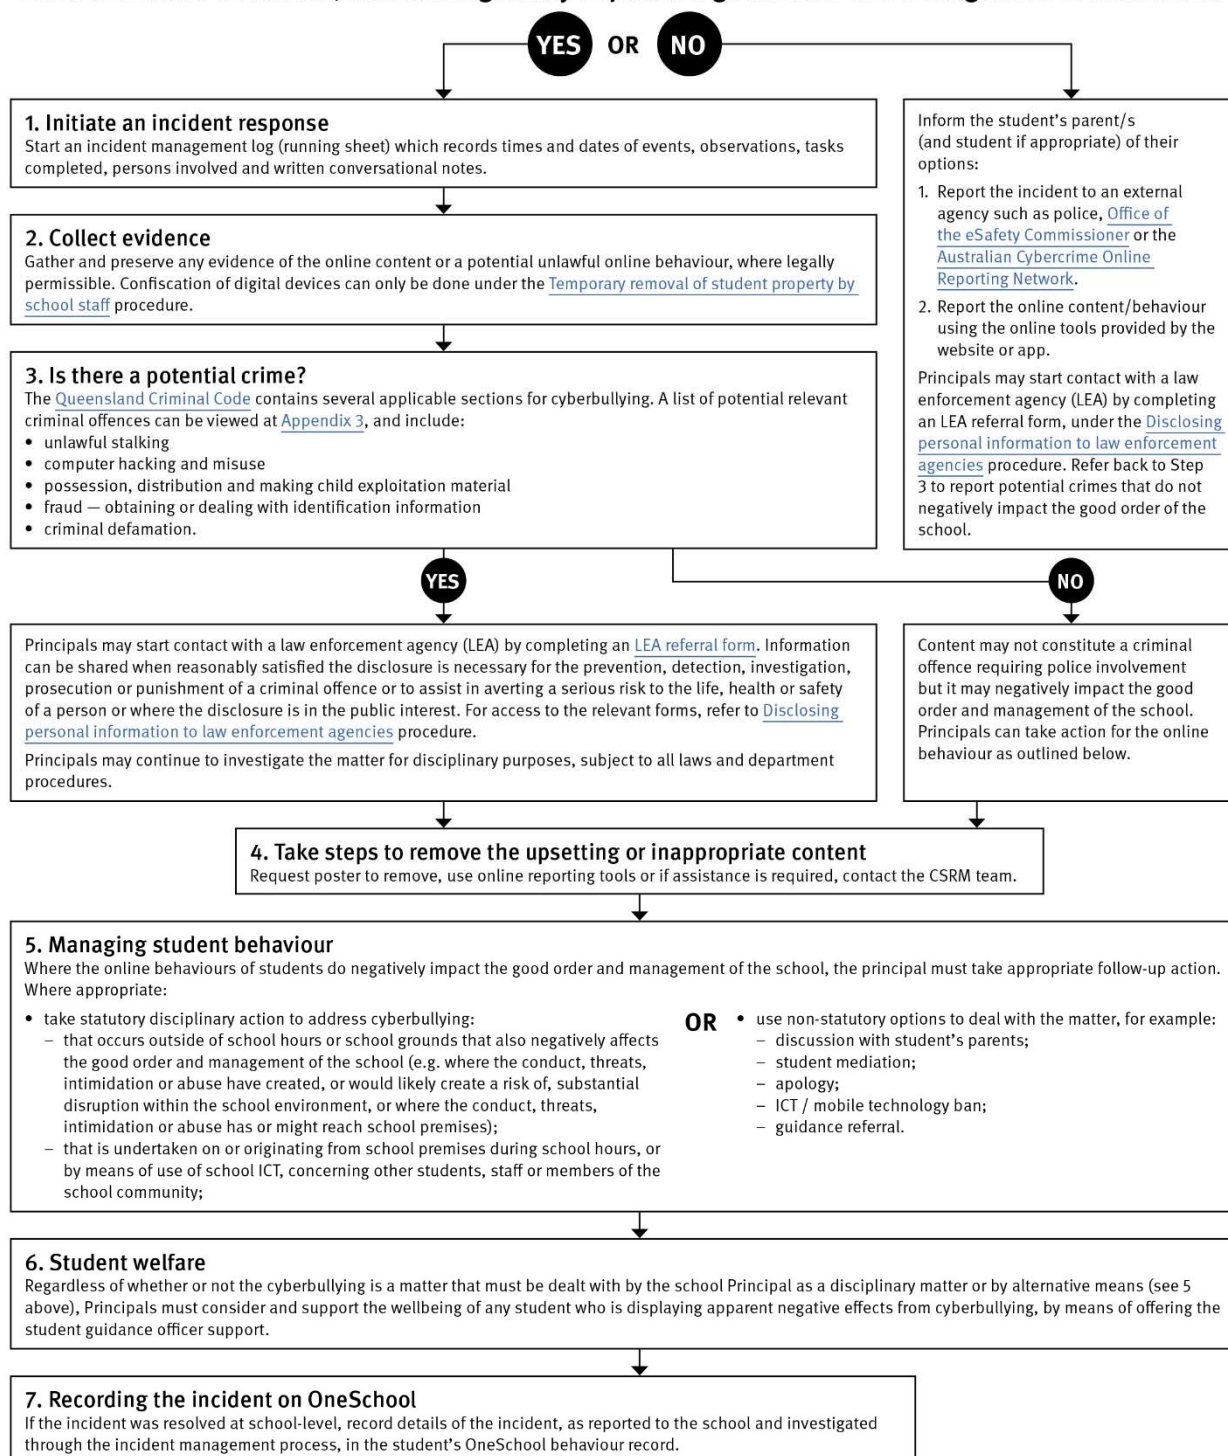 YES OR NO
1. Initiate an incident response
Start an incident management log (running sheet) which records times and dates of events, observations, tasks
completed, persons involved and written conversational notes.
2. Collect evidence
Gather and preserve any evidence of the online content or a potential unlawful online behaviour, where legally
permissible. Confiscation of digital devices can only be done under the Temporary removal of student property by
school staff procedure.
3. Is there a potential crime?
The Queensland Criminal Code contains several applicable sections for cyberbullying. A list of potential relevant
criminal offences can be viewed at Appendix 3, and include:
• unlawful stalking
• computer hacking and misuse
• possession, distribution and making child exploitation material
• fraud — obtaining or dealing with identification information
• criminal defamation.
Inform the student's parent/s
(and student if appropriate) of their
options:
1. Report the incident to an external
agency such as police, Office of
the eSafety Commissioner or the
Australian Cybercrime Online
Reporting Network.
2. Report the online content/behaviour
using the online tools provided by the
website or app.
Principals may start contact with a law
enforcement agency (LEA) by completing
an LEA referral form, under the Disclosing
personal information to law enforcement
agencies procedure. Refer back to Step
3 to report potential crimes that do not
negatively impact the good order of the
school.
YES
NO
Principals may start contact with a law enforcement agency (LEA) by completing an LEA referral form. Information
can be shared when reasonably satisfied the disclosure is necessary for the prevention, detection, investigation,
prosecution or punishment of a criminal offence or to assist in averting a serious risk to the life, health or safety
of a person or where the disclosure is in the public interest. For access to the relevant forms, refer to Disclosing
personal information to law enforcement agencies procedure.
Principals may continue to investigate the matter for disciplinary purposes, subject to all laws and department
procedures.
Content may not constitute a criminal
offence requiring police involvement
but it may negatively impact the good
order and management of the school.
Principals can take action for the online
behaviour as outlined below.
4. Take steps to remove the upsetting or inappropriate content
Request poster to remove, use online reporting tools or if assistance is required, contact the CSRM team.
5. Managing student behaviour
Where the online behaviours of students do negatively impact the good order and management of the school, the principal must take appropriate follow-up action.
Where appropriate:
• take statutory disciplinary action to address cyberbullying:
– that occurs outside of school hours or school grounds that also negatively affects
the good order and management of the school (e.g. where the conduct, threats,
intimidation or abuse have created, or would likely create a risk of, substantial
disruption within the school environment, or where the conduct, threats,
intimidation or abuse has or might reach school premises);
– that is undertaken on or originating from school premises during school hours, or
by means of use of school ICT, concerning other students, staff or members of the
school community;
OR
• use non-statutory options to deal with the matter, for example:
– discussion with student's parents;
– student mediation;
– apology;
– ICT / mobile technology ban;
– guidance referral.
6. Student welfare
Regardless of whether or not the cyberbullying is a matter that must be dealt with by the school Principal as a disciplinary matter or by alternative means (see 5
above), Principals must consider and support the wellbeing of any student who is displaying apparent negative effects from cyberbullying, by means of offering the
student guidance officer support.
7. Recording the incident on OneSchool
If the incident was resolved at school-level, record details of the incident, as reported to the school and investigated
through the incident management process, in the student's OneSchool behaviour record.